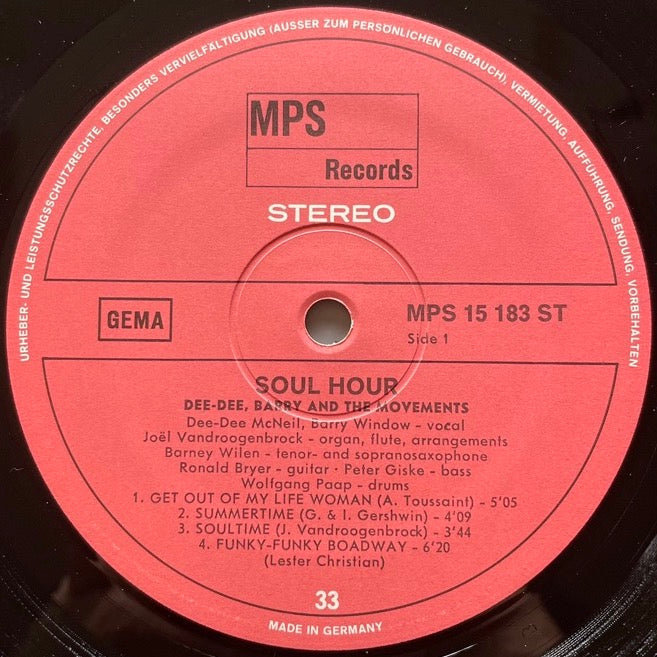 URHEBER- UND LEISTUNGSSCHUTZRECHTE, BESONDERS VERVIELFÄLTIGUNG (AUSSER ZUM PERSÖNLICHEN GEBRAUCH), VERMIETUNG, AUFFÜHRUNG, SENDUNG, VORBEHALTEN
MPS
Records
STEREO
GEMA
MPS 15 183 ST
Side 1
SOUL HOUR
DEE-DEE, BARRY AND THE MOVEMENTS
Dee-Dee McNeil, Barry Window - vocal
Joël Vandroogenbrock - organ, flute, arrangements
Barney Wilen - tenor- and sopranosaxophone
Ronald Bryer - guitar · Peter Giske - bass
Wolfgang Paap - drums
1. GET OUT OF MY LIFE WOMAN (A. Toussaint) - 5'05
2. SUMMERTIME (G. & I. Gershwin) - 4'09
3. SOULTIME (J. Vandroogenbrock) - 3'44
4. FUNKY-FUNKY BOADWAY - 6'20
(Lester Christian)
33
MADE IN GERMANY